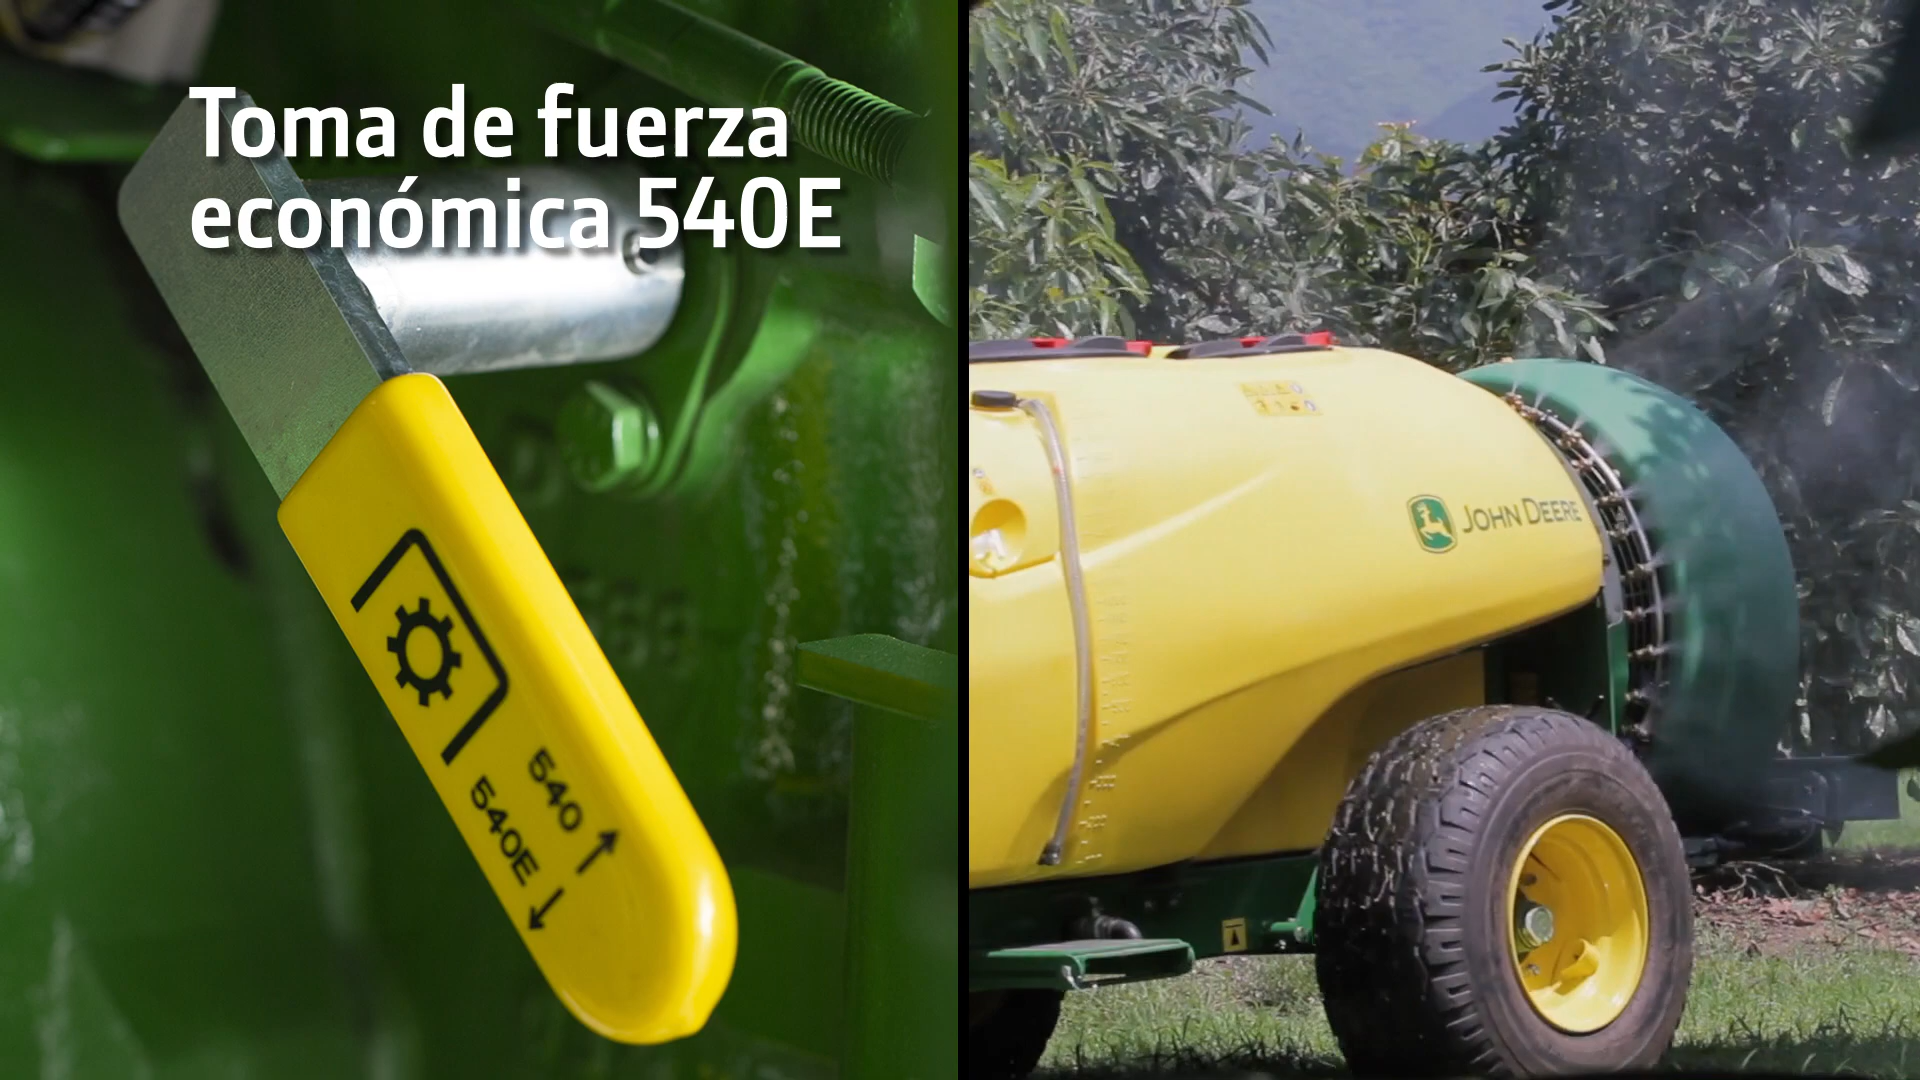 Toma de fuerza
económica 540E
540
540E
JOHN DEERE